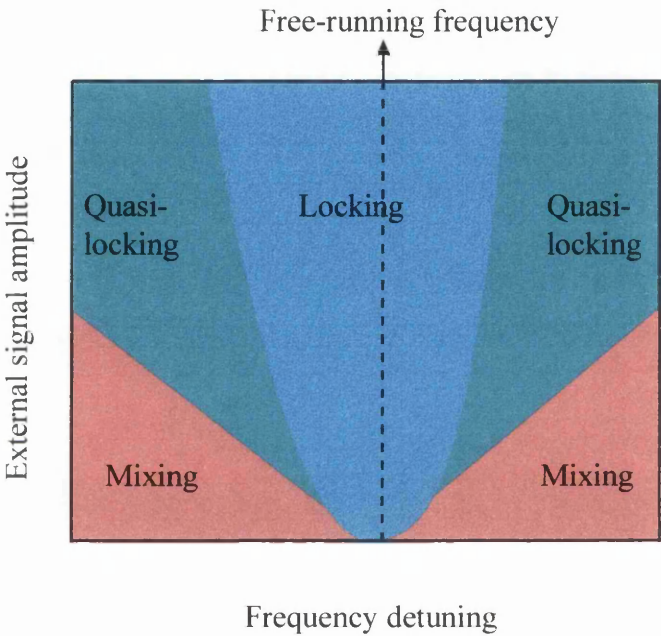 Free-running frequency
External signal amplitude
Quasi-
locking
Locking
Quasi-
locking
Mixing
Mixing
Frequency detuning